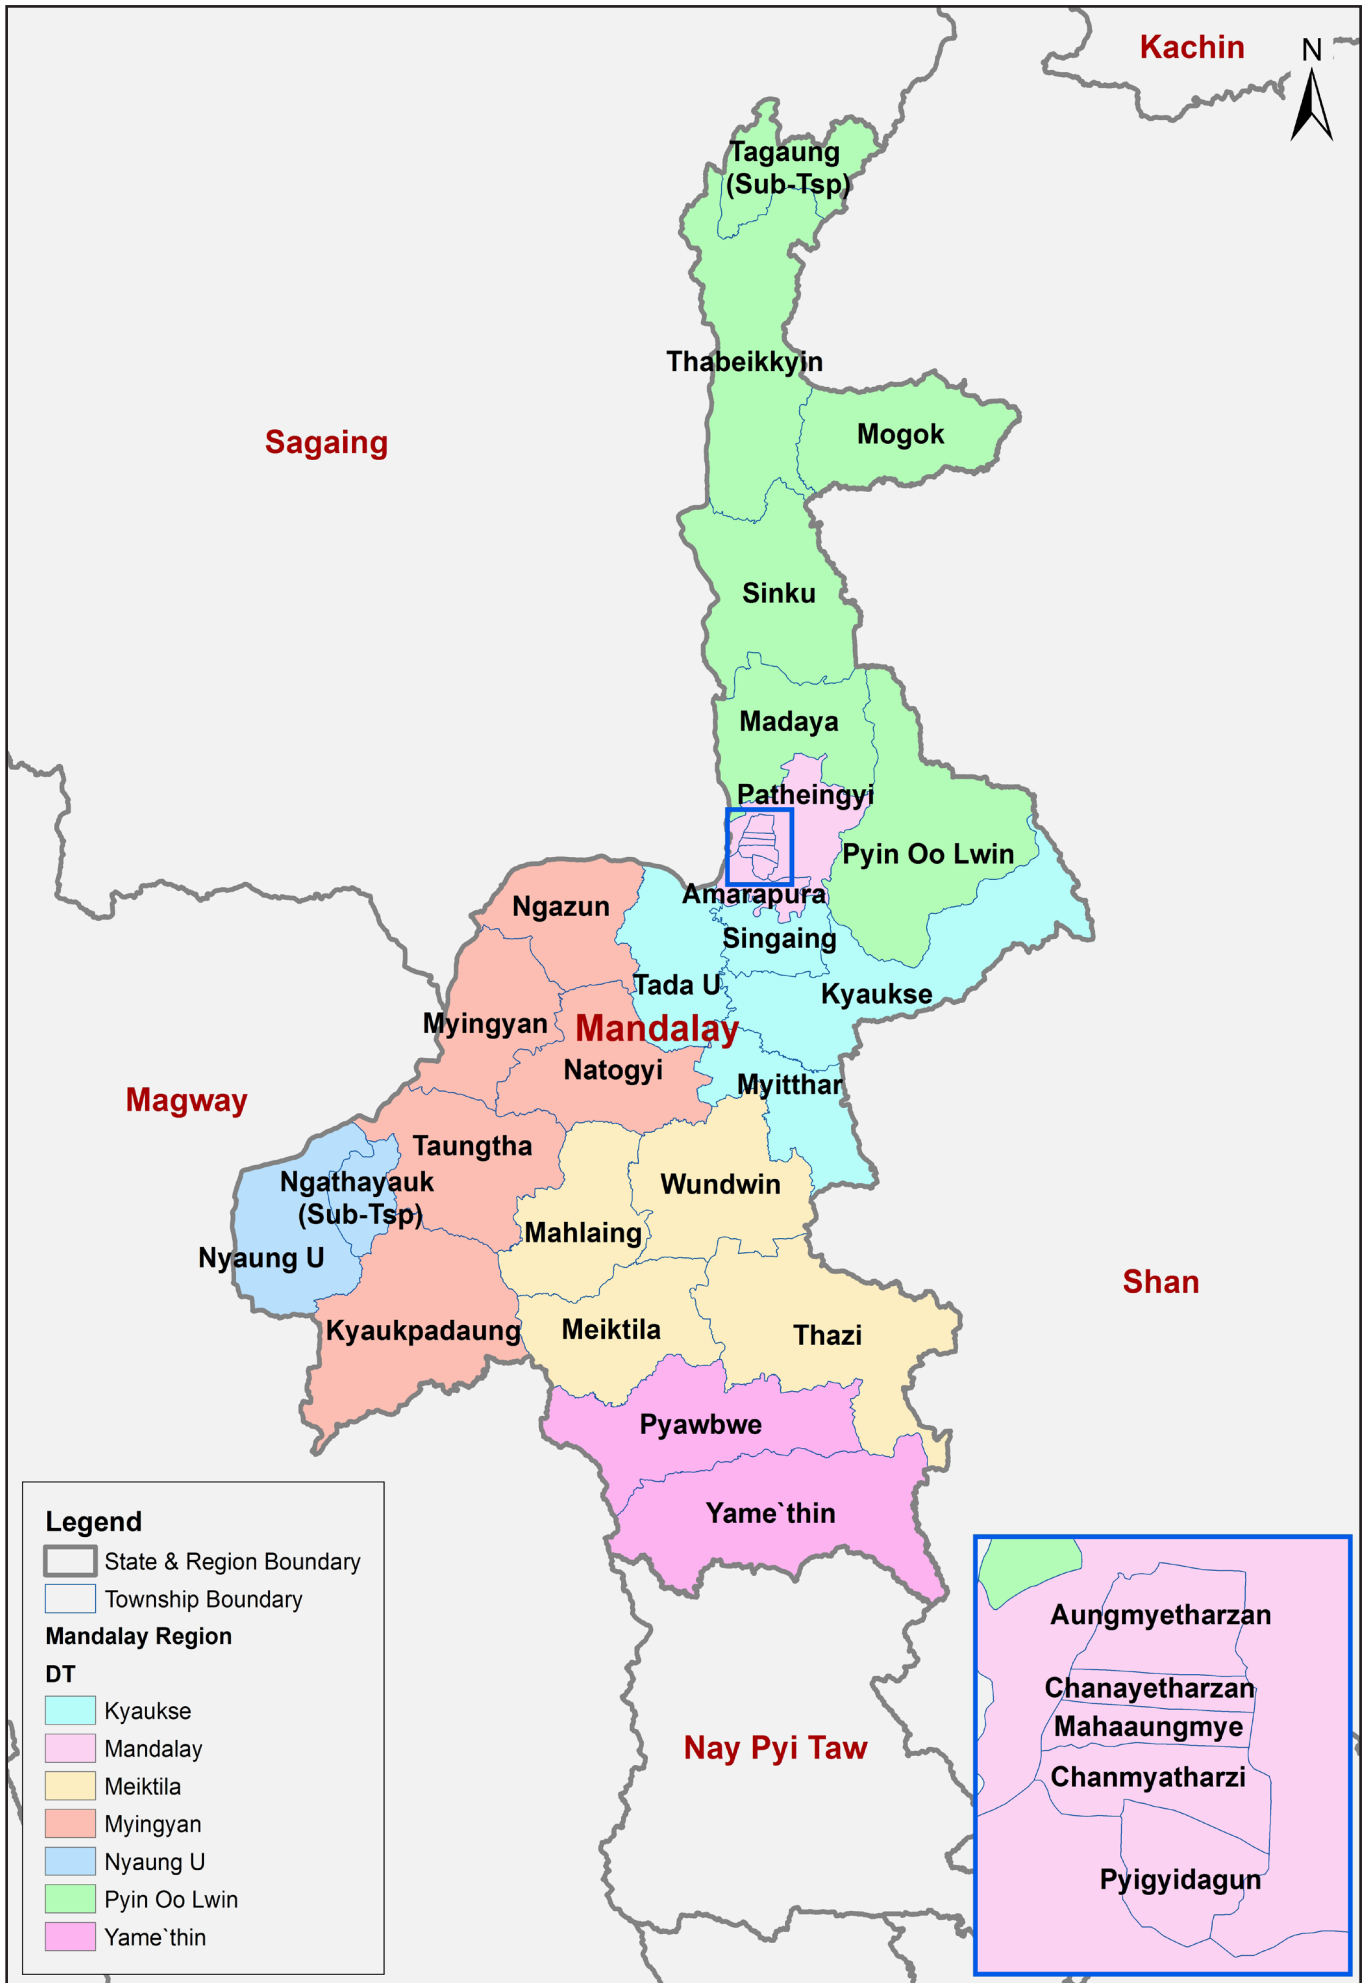 Kachin
N
Tagaung
(Sub-Tsp)
Thabeikkyin
Mogok
Sagaing
Sinku
Madaya
Patheingyi
Pyin Oo Lwin
Amarapura
Ngazun
Singaing
Tada U
Kyaukse
Myingyan
Mandalay
Natogyi
Myitthar
Magway
Taungtha
Ngathayauk
(Sub-Tsp)
Wundwin
Mahlaing
Nyaung U
Shan
Kyaukpadaung
Meiktila
Thazi
Pyawbwe
Yame`thin
Nay Pyi Taw
Legend
State & Region Boundary
Township Boundary
Mandalay Region
DT
Kyaukse
Mandalay
Meiktila
Myingyan
Nyaung U
Pyin Oo Lwin
Yame`thin
Aungmyetharzan
Chanayetharzan
Mahaaungmye
Chanmyatharzi
Pyigyidagun